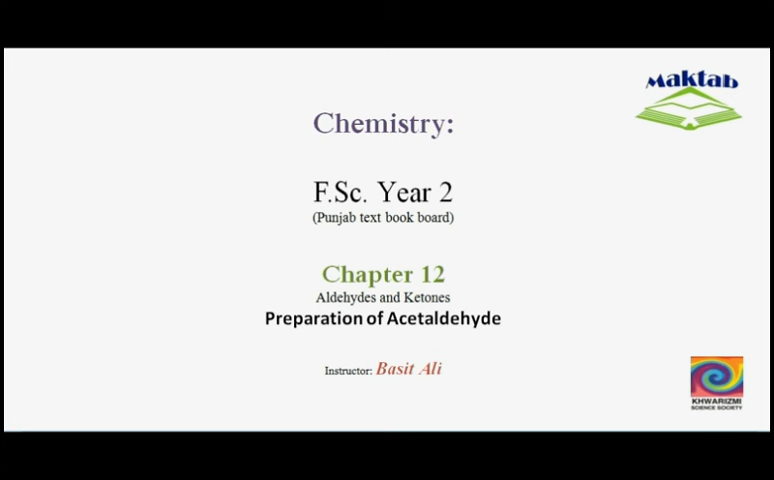 Maktab
Chemistry:
F.Sc. Year 2
(Punjab text book board)
Chapter 12
Aldehydes and Ketones
Preparation of Acetaldehyde
Instructor: Basit Ali
KHWARIZMI
SCIENCE SOCIETY